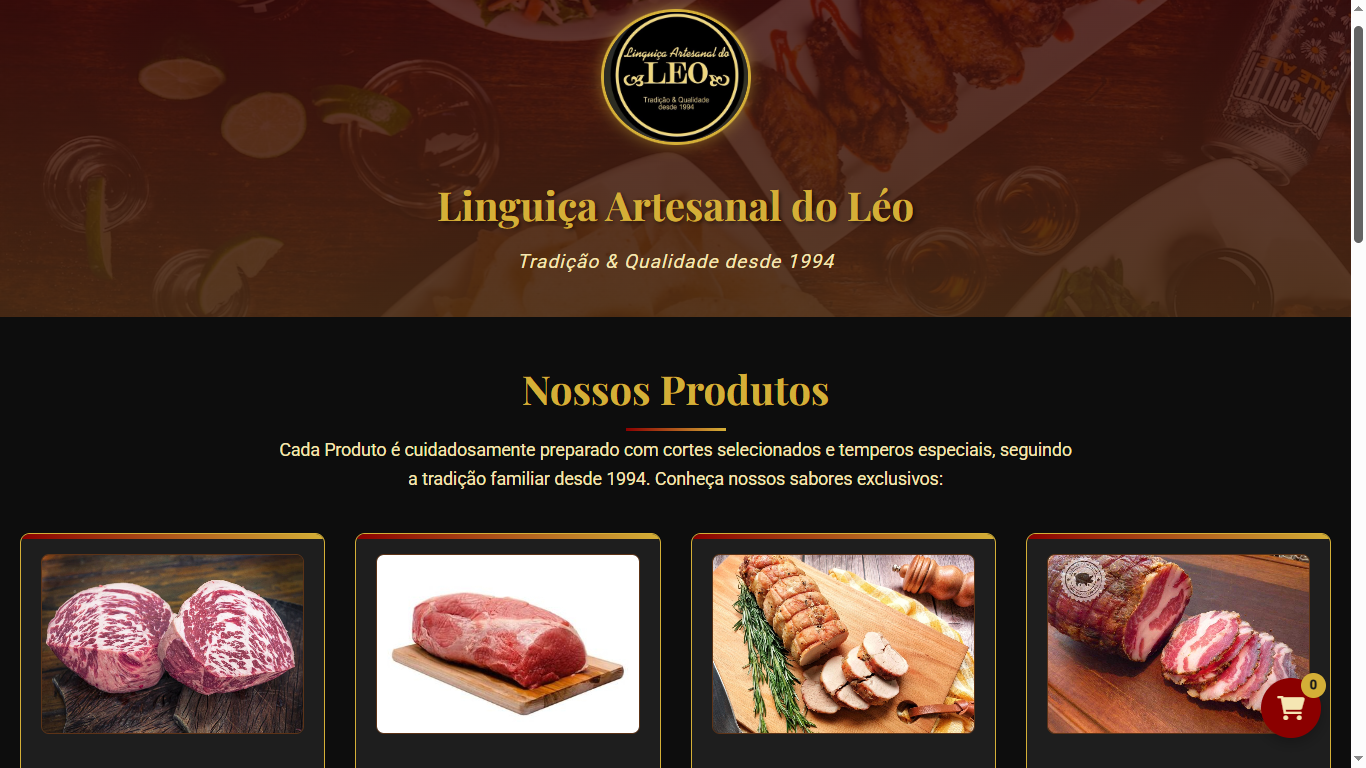 Linguiça Artesanal do
LEO
Tradição & Qualidade
desde 1994
Linguiça Artesanal do Léo
Tradição & Qualidade desde 1994
Nossos Produtos
Cada Produto é cuidadosamente preparado com cortes selecionados e temperos especiais, seguindo
a tradição familiar desde 1994. Conheça nossos sabores exclusivos:
0